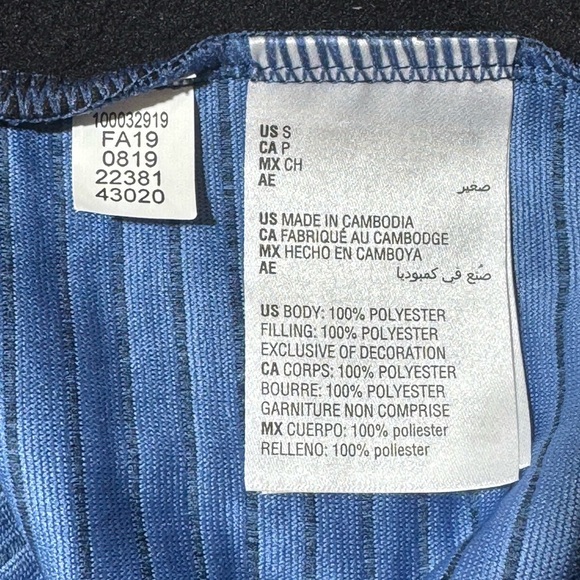 100032919
FA19
0819
22381
43020
US S
CA P
MX CH
AE صغير
US MADE IN CAMBODIA
CA FABRIQUÉ AU CAMBODGE
MX HECHO EN CAMBOYA
AE صُنع في كمبوديا
US BODY: 100% POLYESTER
FILLING: 100% POLYESTER
EXCLUSIVE OF DECORATION
CA CORPS: 100% POLYESTER
BOURRE: 100% POLYESTER
GARNITURE NON COMPRISE
MX CUERPO: 100% poliester
RELLENO: 100% poliester